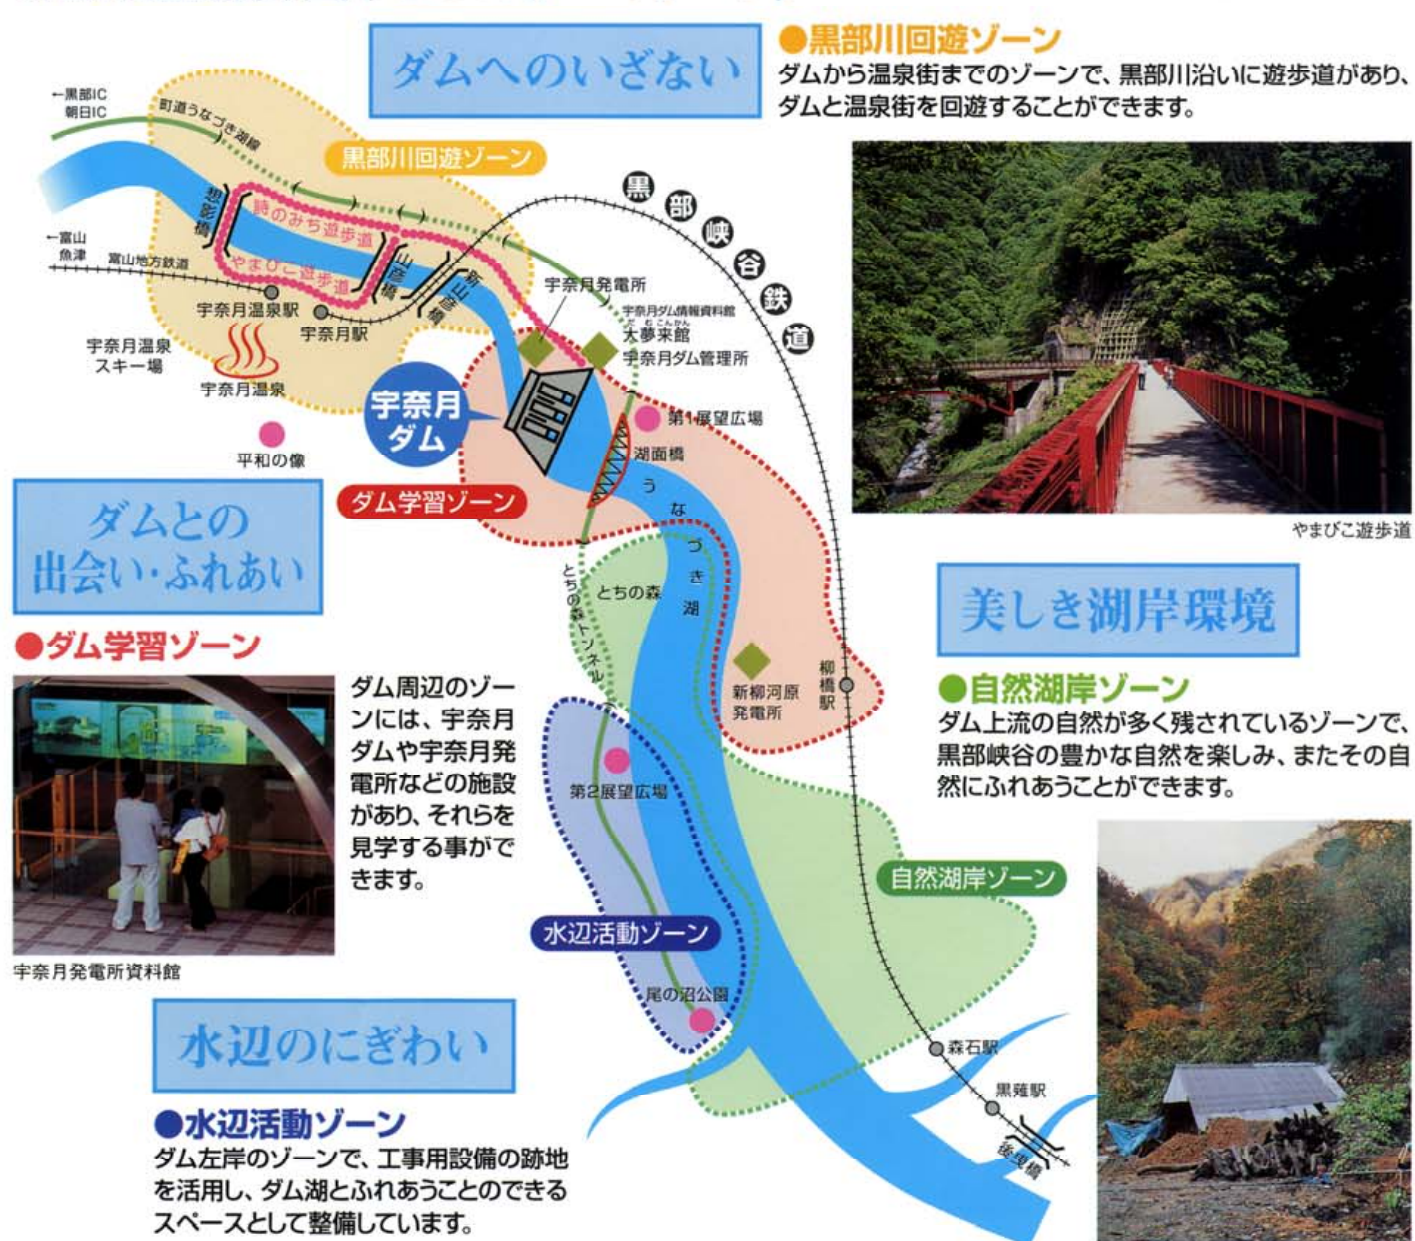 ダムへのいざない
●黒部川回遊ゾーン
ダムから温泉街までのゾーンで、黒部川沿いに遊歩道があり、
ダムと温泉街を回遊することができます。
←黒部IC
朝日IC
町道うなづき湖線
黒部川回遊ゾーン
想影橋
詩のみち遊歩道
やまびこ遊歩道
山彦橋
新山彦橋
←富山
魚津
富山地方鉄道
宇奈月温泉駅
宇奈月駅
宇奈月温泉
スキー場
宇奈月温泉
平和の像
黒部峡谷鉄道
宇奈月発電所
宇奈月ダム情報資料館
だむこんかん
大夢来館
宇奈月ダム管理所
宇奈月
ダム
第1展望広場
湖面橋
うなづき湖
ダム学習ゾーン
とちの森
とちの森トンネル
新柳河原
発電所
柳橋駅
やまびこ遊歩道
ダムとの
出会い・ふれあい
●ダム学習ゾーン
ダム周辺のゾー
ンには、宇奈月
ダムや宇奈月発
電所などの施設
があり、それらを
見学する事がで
きます。
宇奈月発電所資料館
美しき湖岸環境
●自然湖岸ゾーン
ダム上流の自然が多く残されているゾーンで、
黒部峡谷の豊かな自然を楽しみ、またその自
然にふれあうことができます。
第2展望広場
自然湖岸ゾーン
水辺活動ゾーン
尾の沼公園
森石駅
黒薙駅
後曳橋
水辺のにぎわい
●水辺活動ゾーン
ダム左岸のゾーンで、工事用設備の跡地
を活用し、ダム湖とふれあうことのできる
スペースとして整備しています。